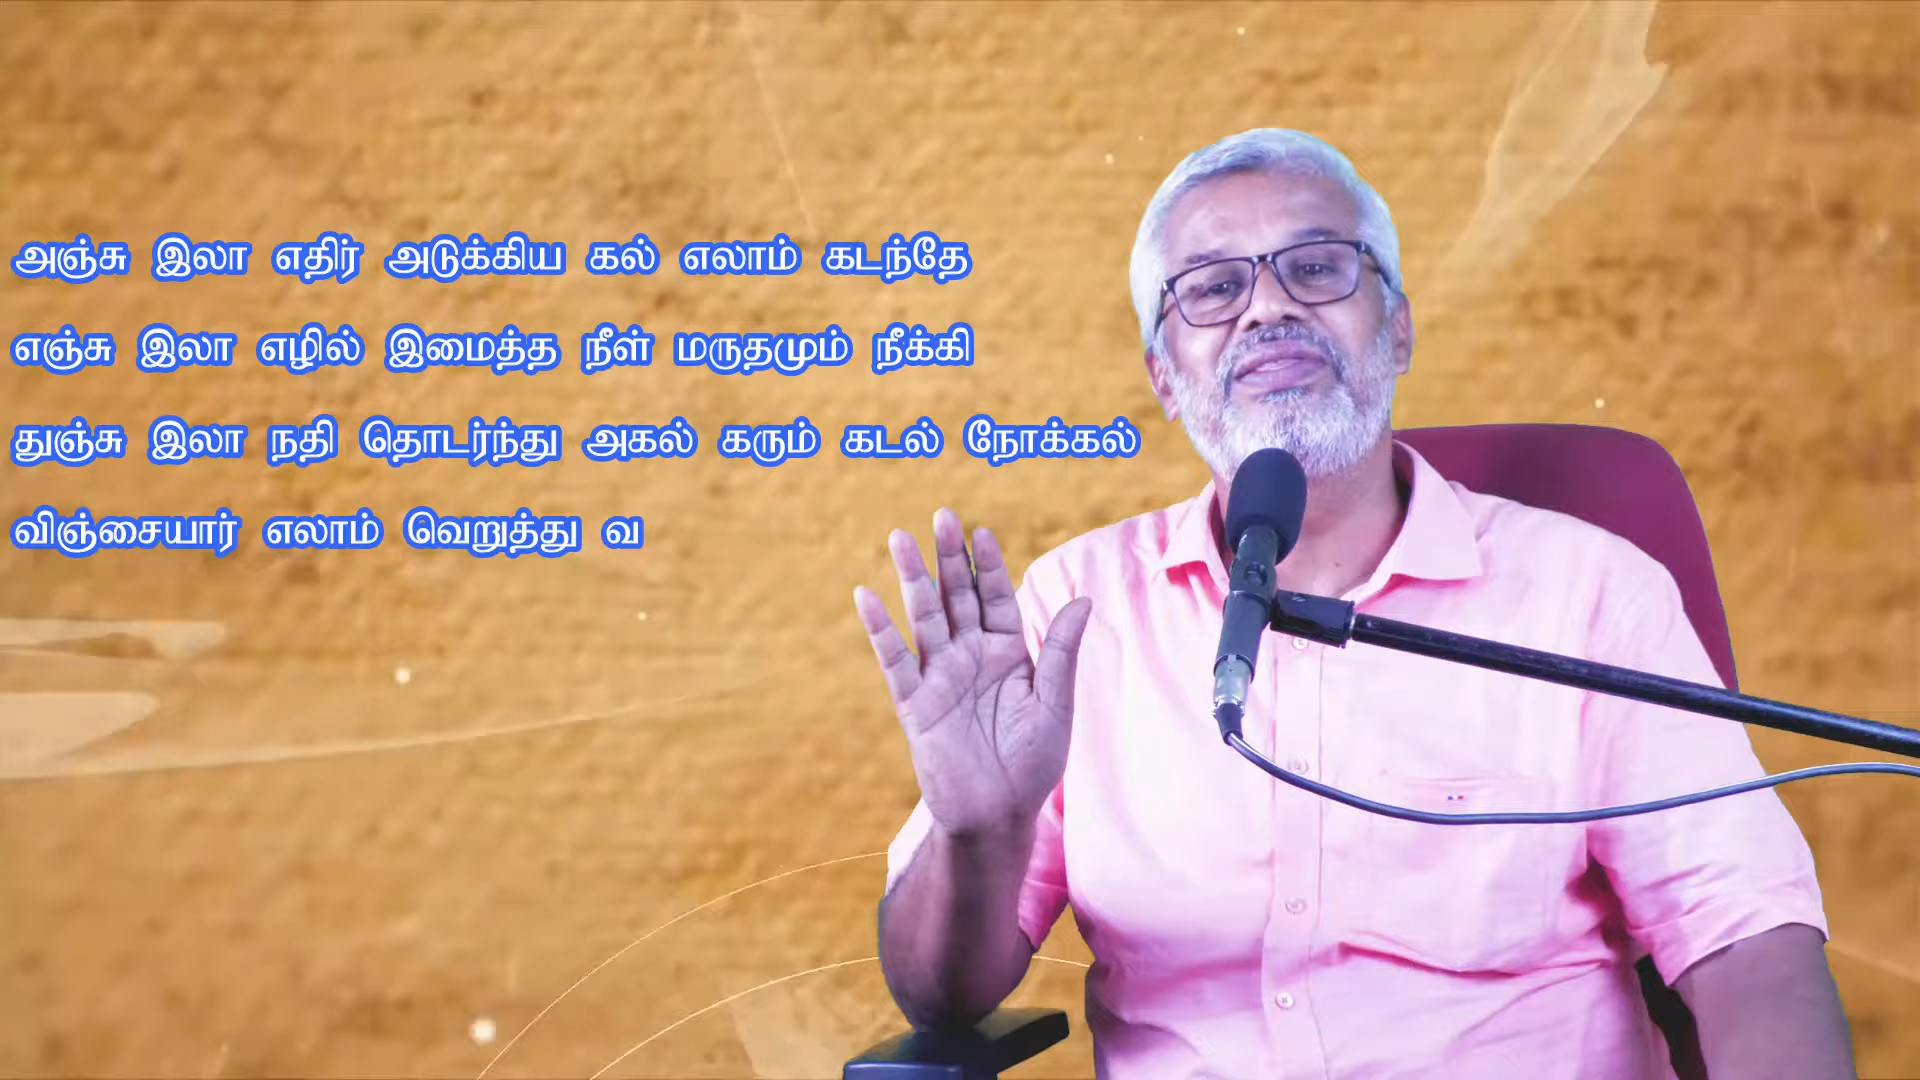 அஞ்சு இலா எதிர் அடுக்கிய கல் எலாம் கடந்தே
எஞ்சு இலா எழில் இமைத்த நீள் மருதமும் நீக்கி
துஞ்சு இலா நதி தொடர்ந்து அகல் கரும் கடல் நோக்கல்
விஞ்சையார் எலாம் வெறுத்து வ